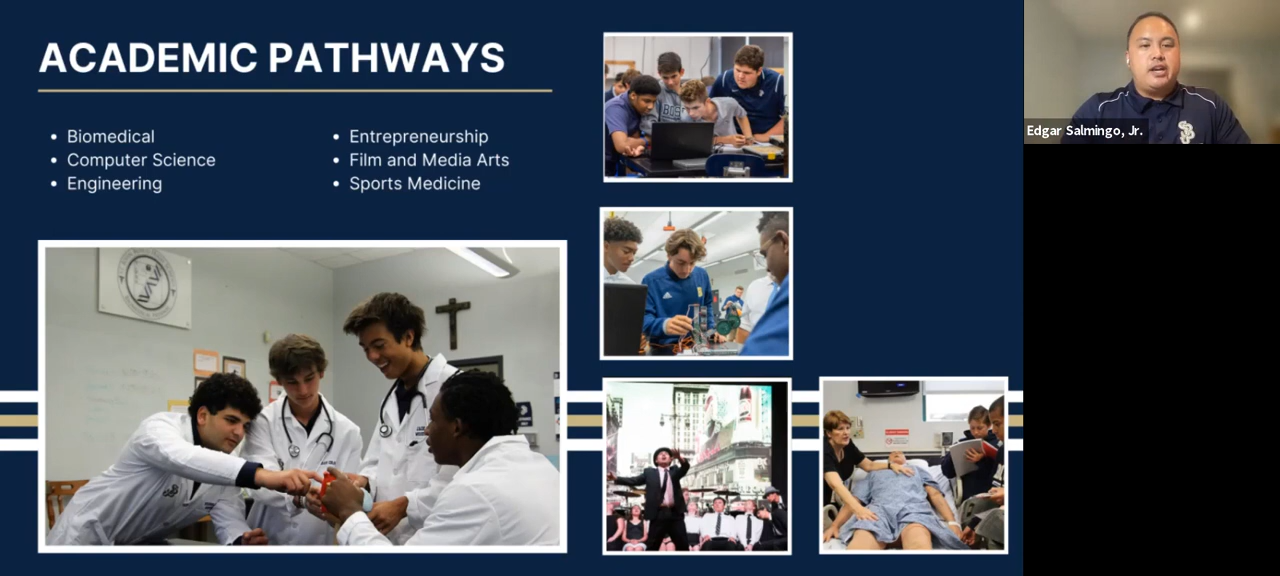 ACADEMIC PATHWAYS
• Biomedical
• Computer Science
• Engineering
• Entrepreneurship
• Film and Media Arts
• Sports Medicine
Edgar Salmingo, Jr.